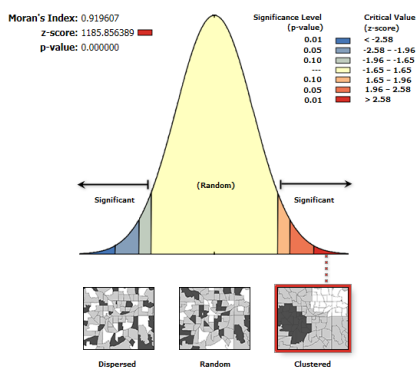 Moran's Index: 0.919607
z-score: 1185.856389
p-value: 0.000000
Significance Level
(p-value)
Critical Value
(z-score)
0.01 < -2.58
0.05 -2.58 - -1.96
0.10 -1.96 - -1.65
--- -1.65 - 1.65
0.10 1.65 - 1.96
0.05 1.96 - 2.58
0.01 > 2.58
(Random)
Significant Significant
Dispersed Random Clustered